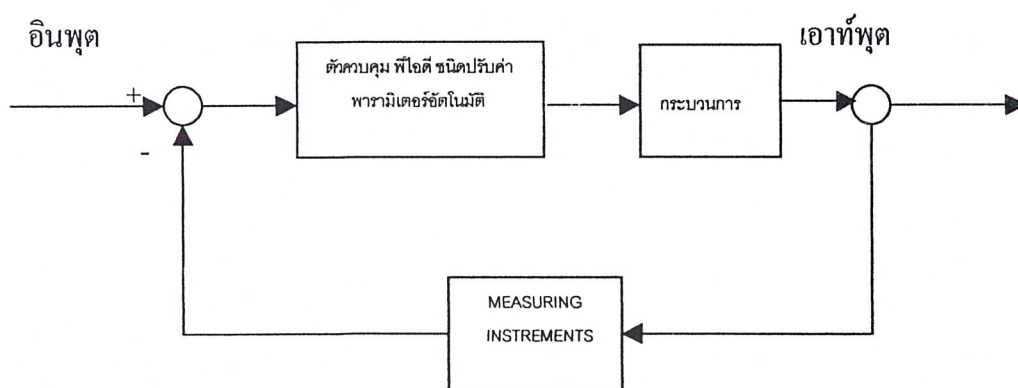 อินพุต
เอาท์พุต
ตัวควบคุม พีไอดี ชนิดปรับค่า
พารามิเตอร์อัตโนมัติ
กระบวนการ
+
-
MEASURING
INSTREMENTS